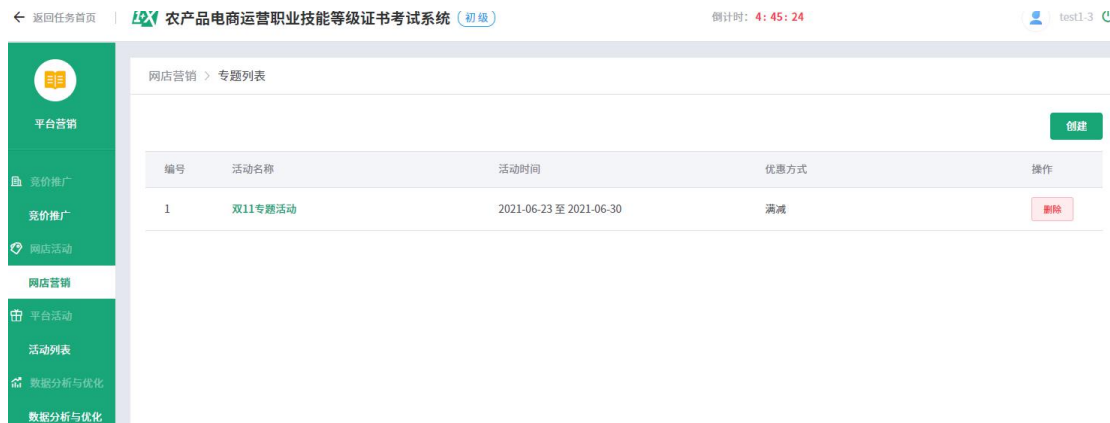 返回任务首页 1+X 农产品电商运营职业技能等级证书考试系统 (初级) 倒计时: 4: 45: 24 test1-3
平台营销
竞价推广
竞价推广
网店活动
网店营销
平台活动
活动列表
数据分析与优化
数据分析与优化
网店营销 > 专题列表
创建
编号 活动名称 活动时间 优惠方式 操作
1 双11专题活动 2021-06-23 至 2021-06-30 满减 删除